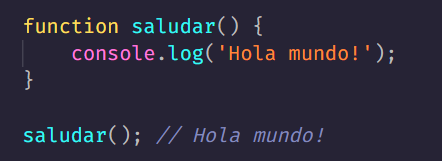 function saludar() {
    console.log('Hola mundo!');
}
saludar(); // Hola mundo!